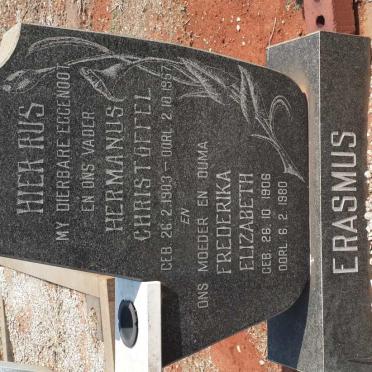 HIER RUS
MY DIERBARE EGGENOOT
EN ONS VADER
HERMANUS
CHRISTOFFEL
GEB. 26.2.1903 – OORL. 2.10.1957
EN
ONS MOEDER EN OUMA
FREDERIKA
ELIZABETH
GEB. 26.10.1906
OORL. 6.2.1980
ERASMUS